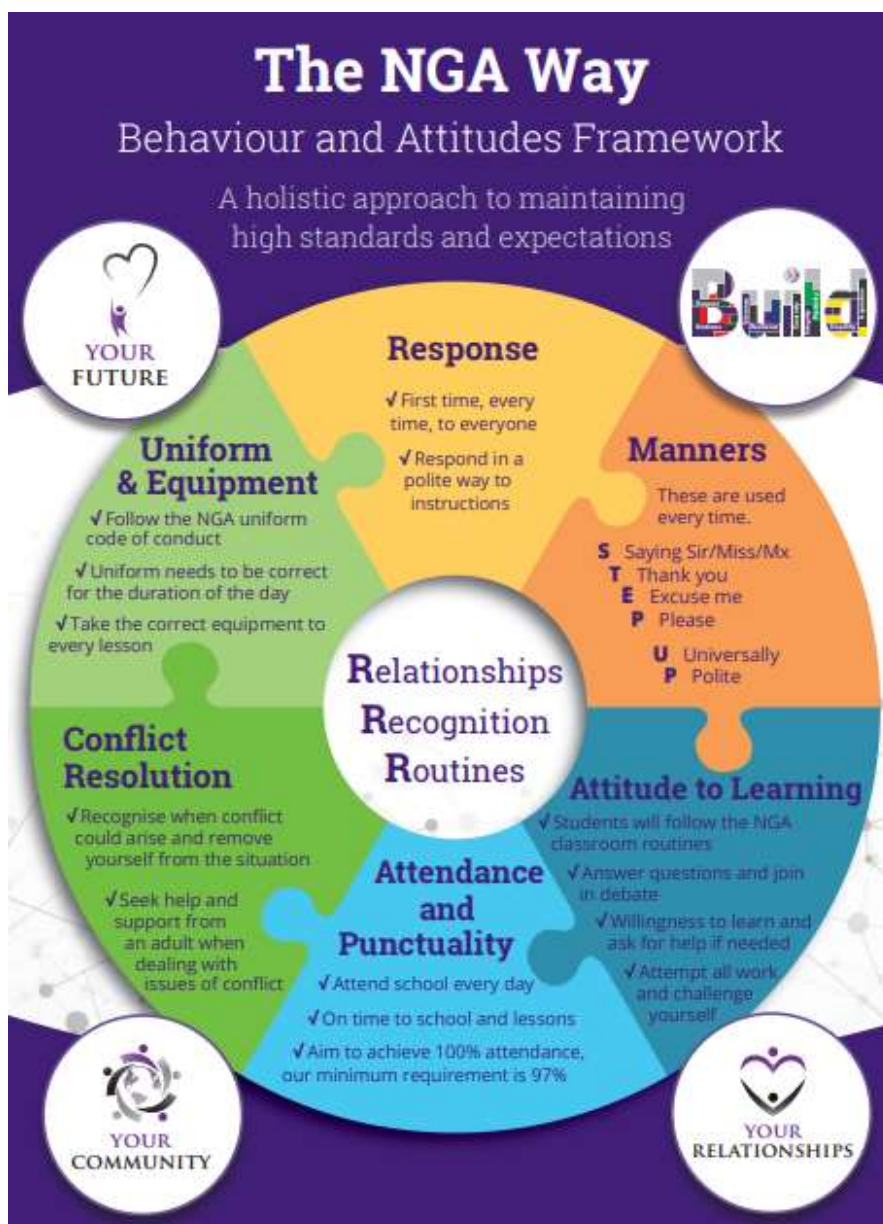 The NGA Way
Behaviour and Attitudes Framework
A holistic approach to maintaining
high standards and expectations
YOUR
FUTURE
Build
Response
√ First time, every
time, to everyone
√ Respond in a
polite way to
instructions
Manners
These are used
every time.
S Saying Sir/Miss/Mx
T Thank you
E Excuse me
P Please
U Universally
P Polite
Uniform
& Equipment
√ Follow the NGA uniform
code of conduct
√ Uniform needs to be correct
for the duration of the day
√ Take the correct equipment to
every lesson
Relationships
Recognition
Routines
Conflict
Resolution
√ Recognise when conflict
could arise and remove
yourself from the situation
√ Seek help and
support from
an adult when
dealing with
issues of conflict
Attitude to Learning
√ Students will follow the NGA
classroom routines
√ Answer questions and join
in debate
√ Willingness to learn and
ask for help if needed
√ Attempt all work
and challenge
yourself
Attendance
and
Punctuality
√ Attend school every day
√ On time to school and lessons
√ Aim to achieve 100% attendance,
our minimum requirement is 97%
YOUR
COMMUNITY
YOUR
RELATIONSHIPS